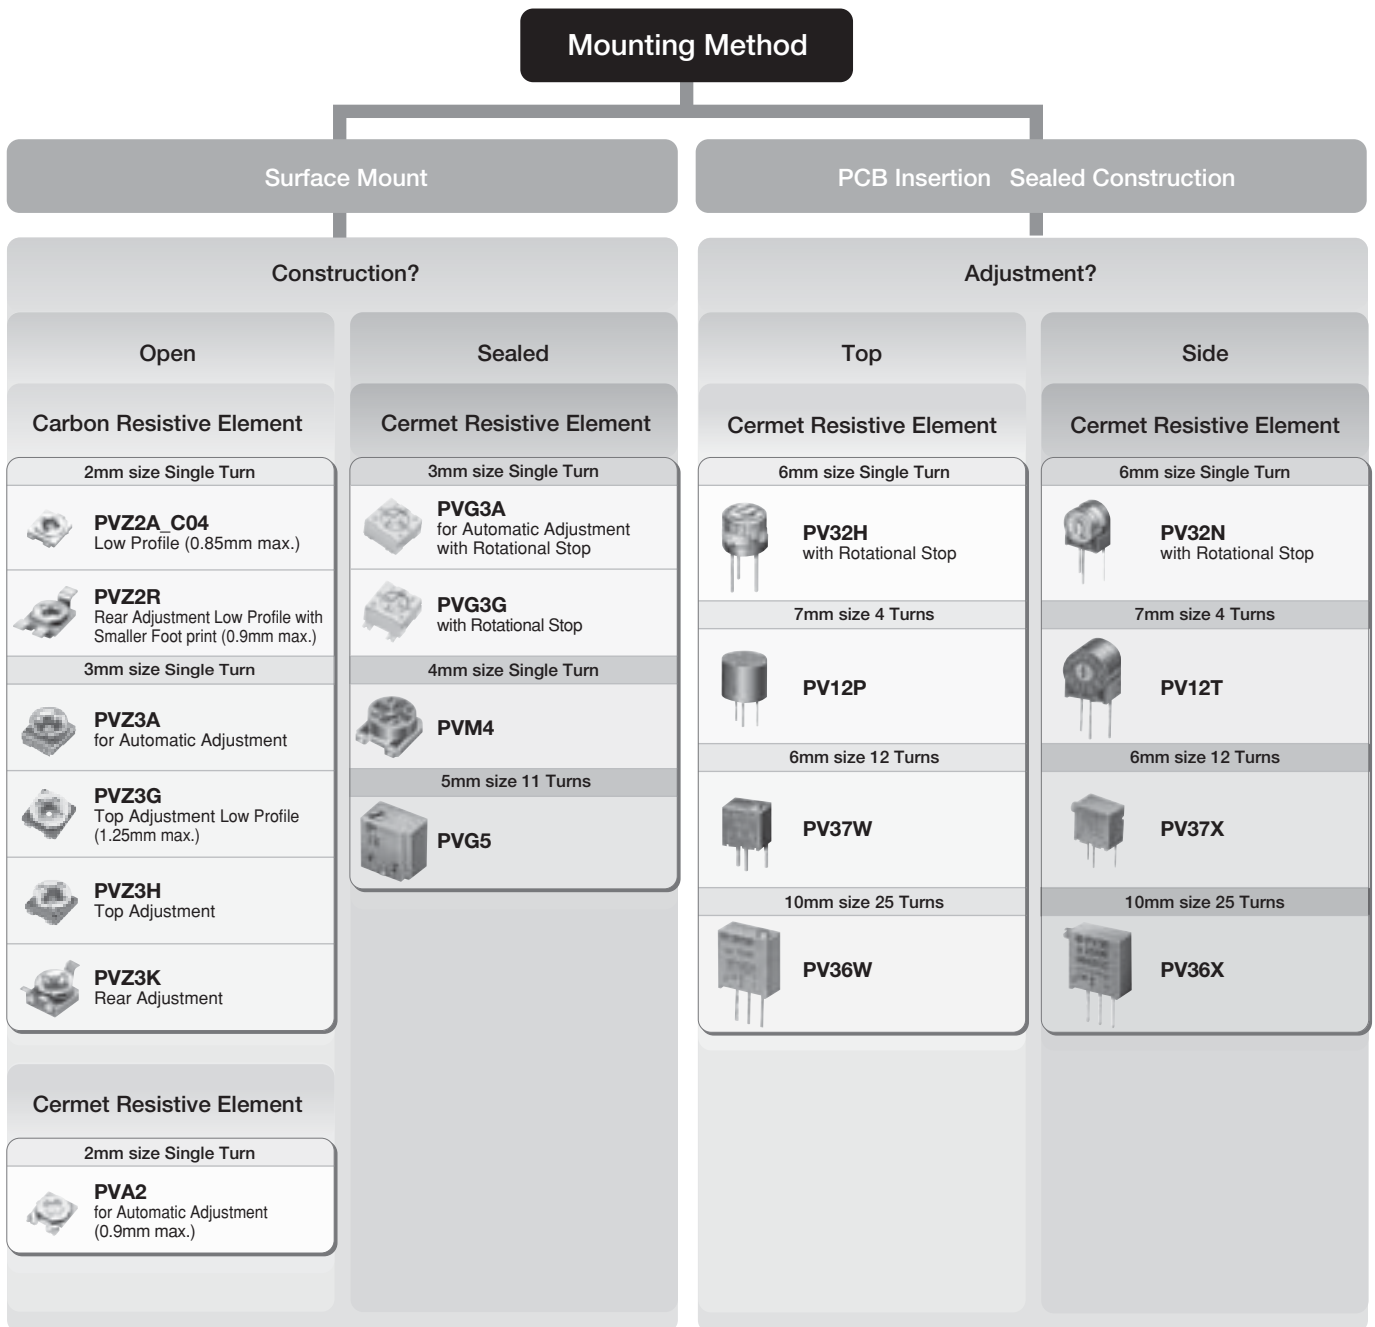 Mounting Method
Surface Mount
PCB Insertion Sealed Construction
Construction?
Open
Carbon Resistive Element
2mm size Single Turn
PVZ2A_C04
Low Profile (0.85mm max.)
PVZ2R
Rear Adjustment Low Profile with
Smaller Foot print (0.9mm max.)
3mm size Single Turn
PVZ3A
for Automatic Adjustment
PVZ3G
Top Adjustment Low Profile
(1.25mm max.)
PVZ3H
Top Adjustment
PVZ3K
Rear Adjustment
Cermet Resistive Element
2mm size Single Turn
PVA2
for Automatic Adjustment
(0.9mm max.)
Sealed
Cermet Resistive Element
3mm size Single Turn
PVG3A
for Automatic Adjustment
with Rotational Stop
PVG3G
with Rotational Stop
4mm size Single Turn
PVM4
5mm size 11 Turns
PVG5
Adjustment?
Top
Cermet Resistive Element
6mm size Single Turn
PV32H
with Rotational Stop
7mm size 4 Turns
PV12P
6mm size 12 Turns
PV37W
10mm size 25 Turns
PV36W
Side
Cermet Resistive Element
6mm size Single Turn
PV32N
with Rotational Stop
7mm size 4 Turns
PV12T
6mm size 12 Turns
PV37X
10mm size 25 Turns
PV36X